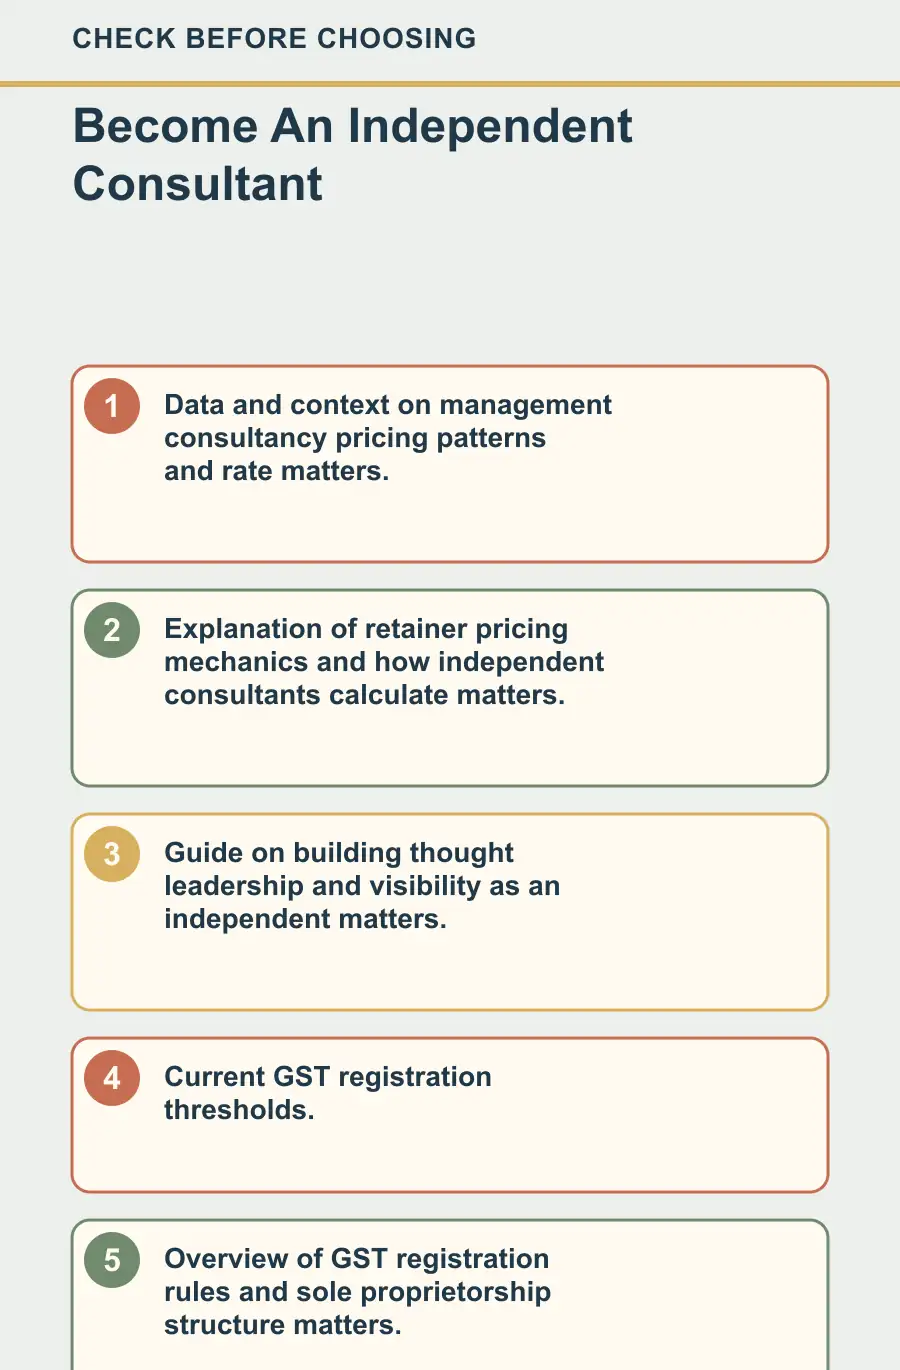 CHECK BEFORE CHOOSING
Become An Independent
Consultant
1
Data and context on management
consultancy pricing patterns
and rate matters.
2
Explanation of retainer pricing
mechanics and how independent
consultants calculate matters.
3
Guide on building thought
leadership and visibility as an
independent matters.
4
Current GST registration
thresholds.
5
Overview of GST registration
rules and sole proprietorship
structure matters.